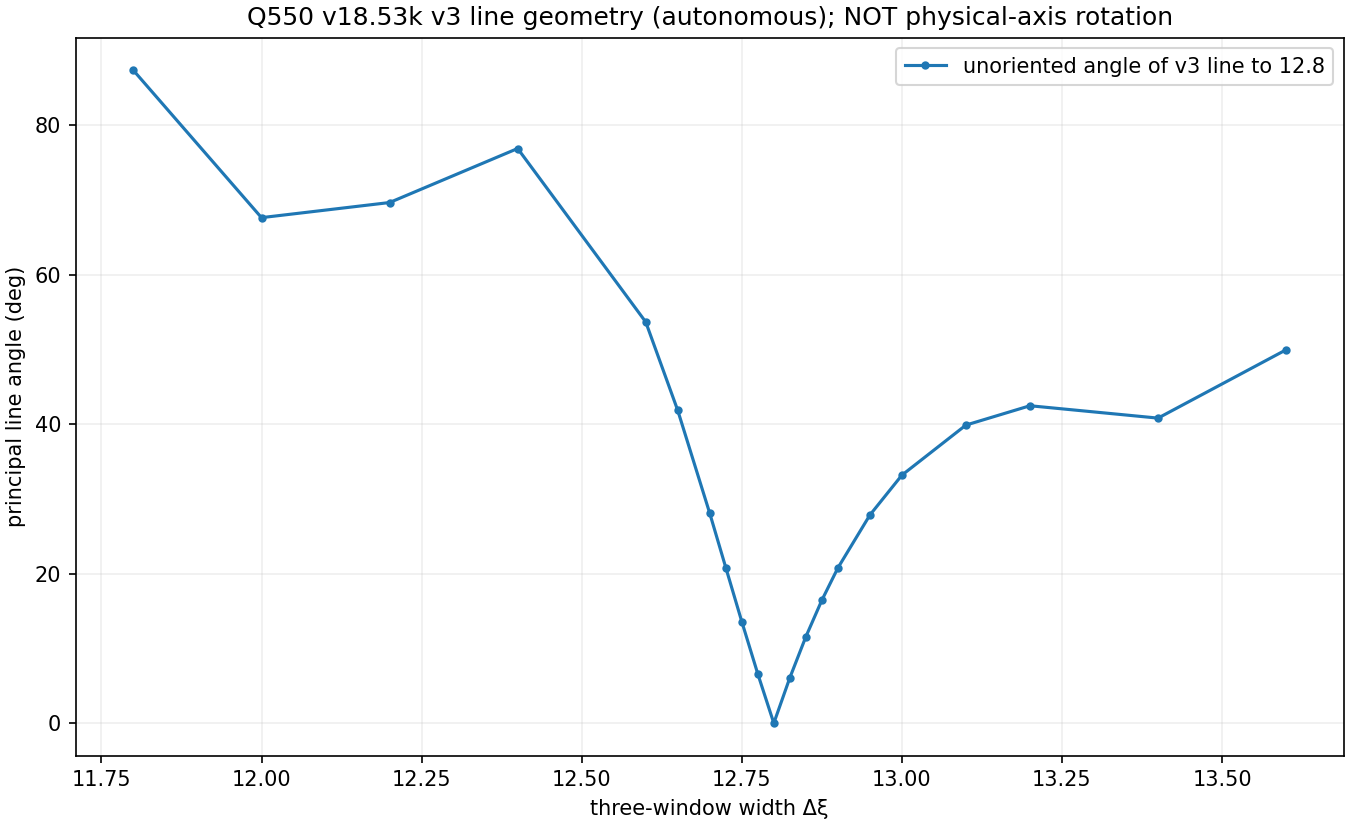 Q550 v18.53k v3 line geometry (autonomous); NOT physical-axis rotation
unoriented angle of v3 line to 12.8
principal line angle (deg)
80
60
40
20
0
11.75 12.00 12.25 12.50 12.75 13.00 13.25 13.50
three-window width Δξ